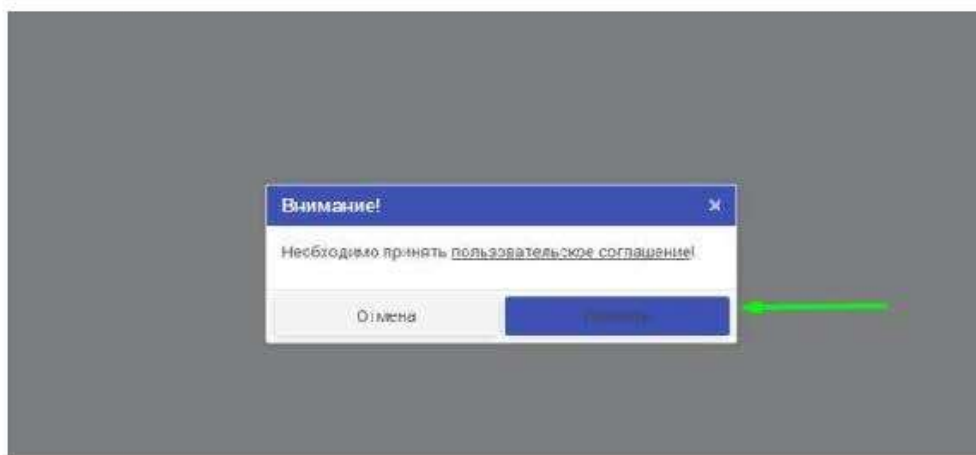 Внимание!
Необходимо принять пользовательское соглашение!
Отмена